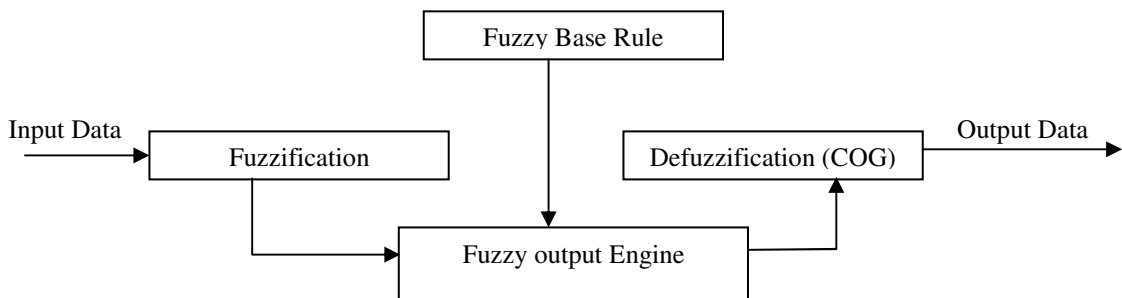 Fuzzy Base Rule
Input Data
Output Data
Fuzzification
Defuzzification (COG)
Fuzzy output Engine